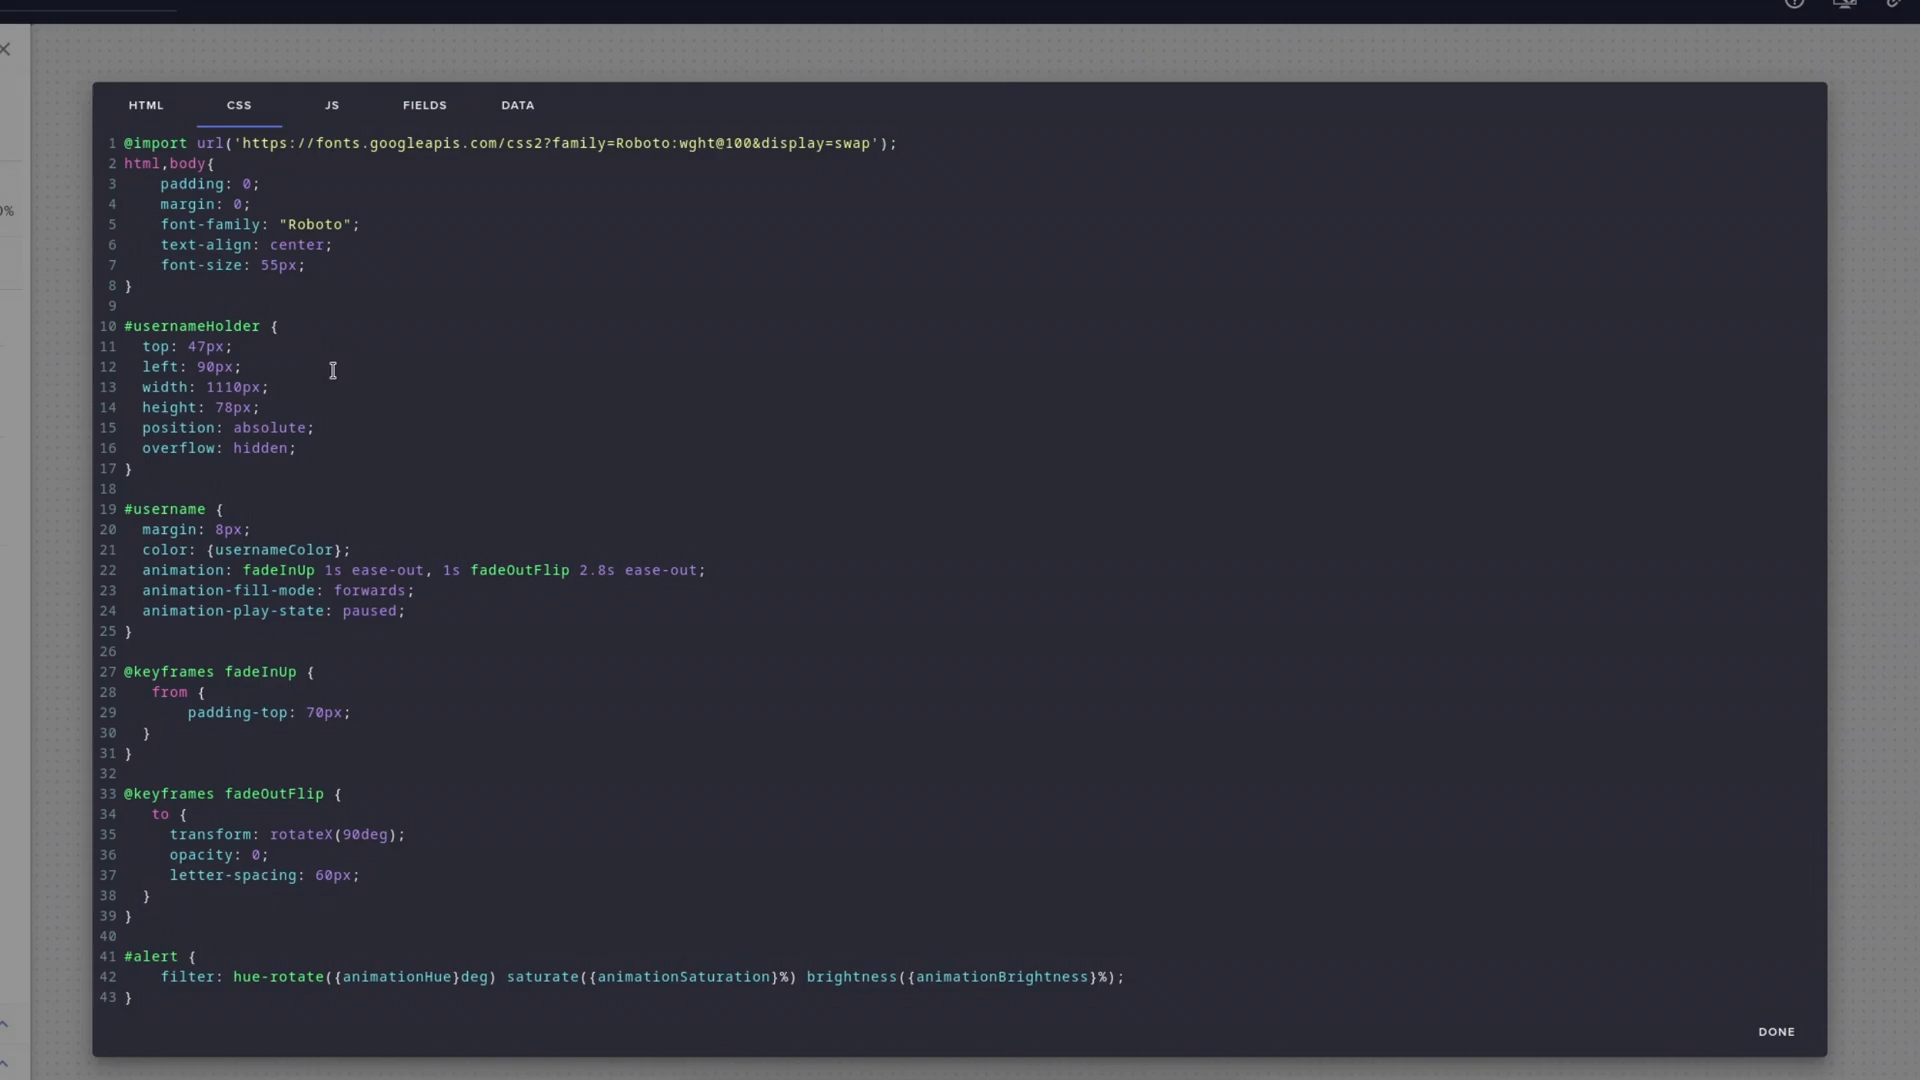 HTML CSS JS FIELDS DATA
0%
1 @import url('https://fonts.googleapis.com/css2?family=Roboto:wght@100&display=swap');
2 html,body{
3     padding: 0;
4     margin: 0;
5     font-family: "Roboto";
6     text-align: center;
7     font-size: 55px;
8 }
9
10 #usernameHolder {
11   top: 47px;
12   left: 90px;
13   width: 1110px;
14   height: 78px;
15   position: absolute;
16   overflow: hidden;
17 }
18
19 #username {
20   margin: 8px;
21   color: {usernameColor};
22   animation: fadeInUp 1s ease-out, 1s fadeOutFlip 2.8s ease-out;
23   animation-fill-mode: forwards;
24   animation-play-state: paused;
25 }
26
27 @keyframes fadeInUp {
28    from {
29        padding-top: 70px;
30   }
31 }
32
33 @keyframes fadeOutFlip {
34    to {
35      transform: rotateX(90deg);
36      opacity: 0;
37      letter-spacing: 60px;
38   }
39 }
40
41 #alert {
42     filter: hue-rotate({animationHue}deg) saturate({animationSaturation}%) brightness({animationBrightness}%);
43 }
DONE